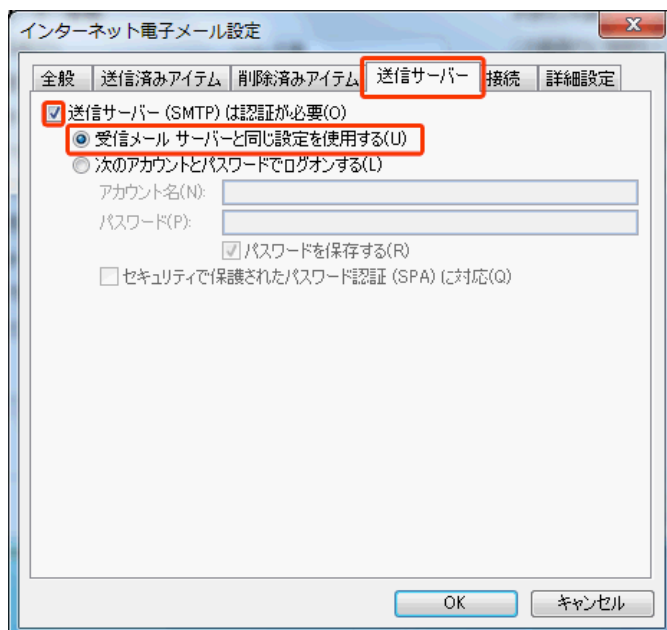 インターネット電子メール設定
全般 送信済みアイテム 削除済みアイテム 送信サーバー 接続 詳細設定
送信サーバー (SMTP) は認証が必要(O)
受信メール サーバーと同じ設定を使用する(U)
次のアカウントとパスワードでログオンする(L)
アカウント名(N):
パスワード(P):
パスワードを保存する(R)
セキュリティで保護されたパスワード認証 (SPA) に対応(Q)
OK キャンセル